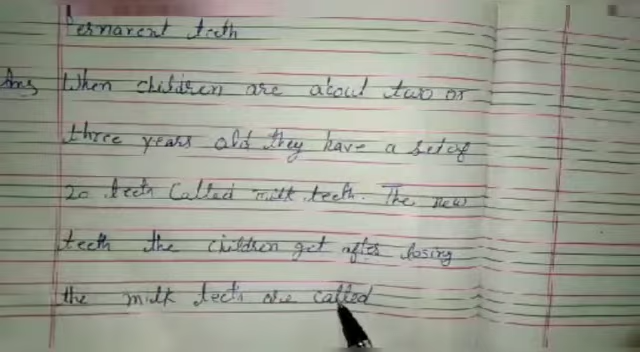 Permanent teeth
Ans When children are about two or
three years old they have a set of
20 teeth Called milk teeth. The new
teeth the children get after losing
the milk teeth are called